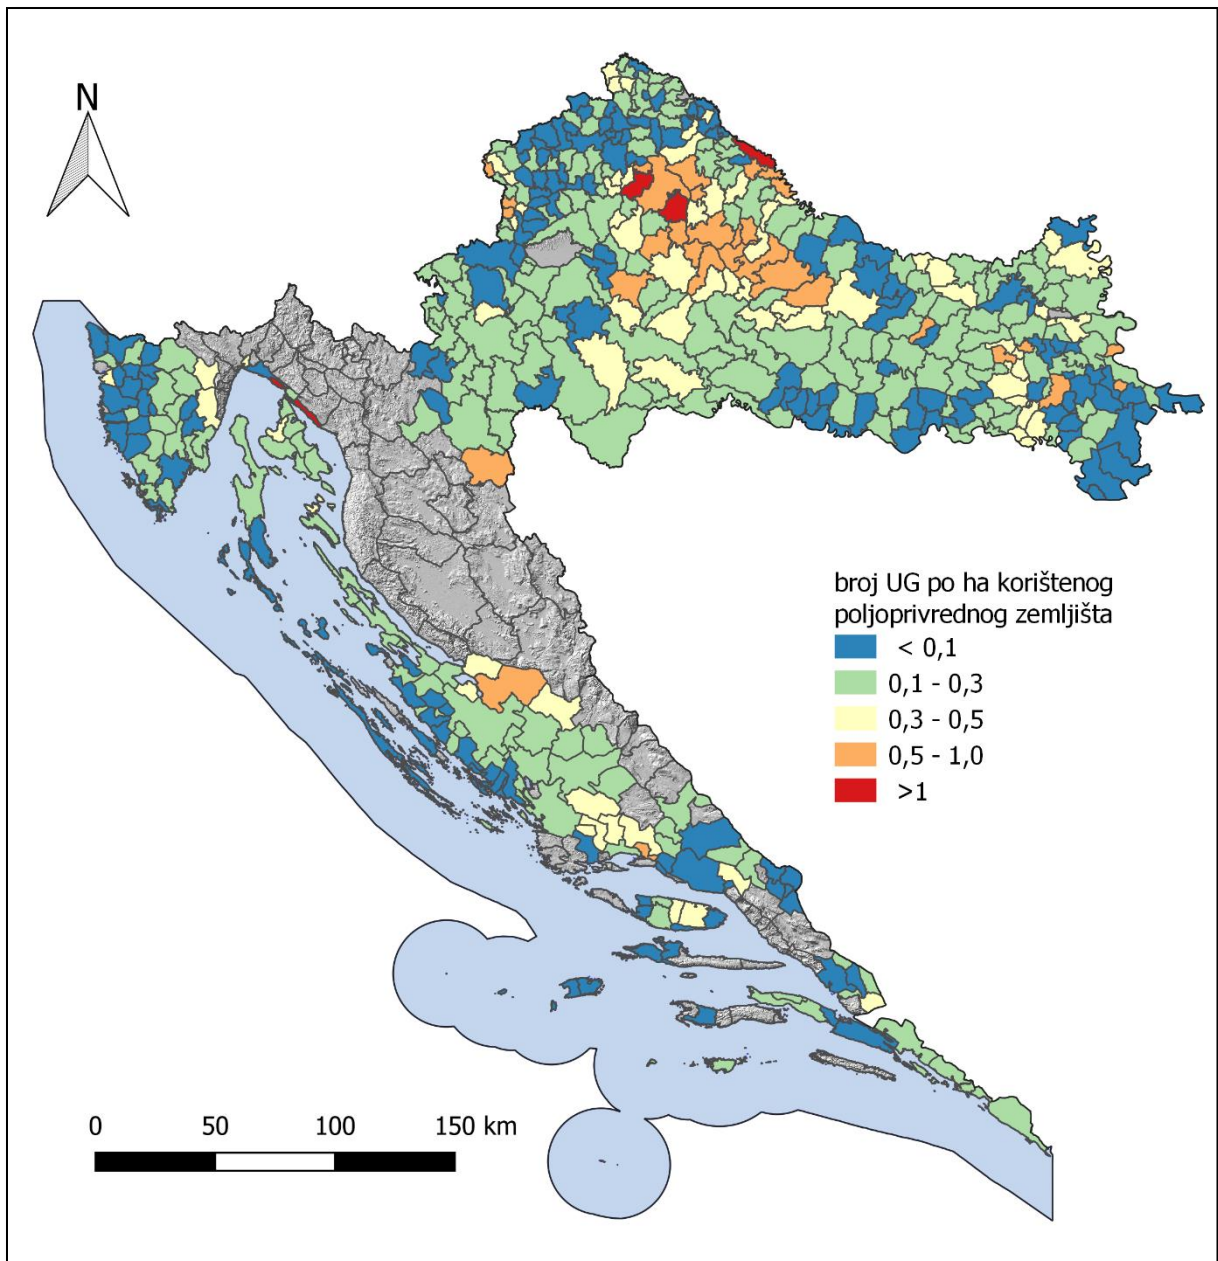 N
broj UG po ha korištenog
poljoprivrednog zemljišta
< 0,1
0,1 - 0,3
0,3 - 0,5
0,5 - 1,0
>1
0 50 100 150 km